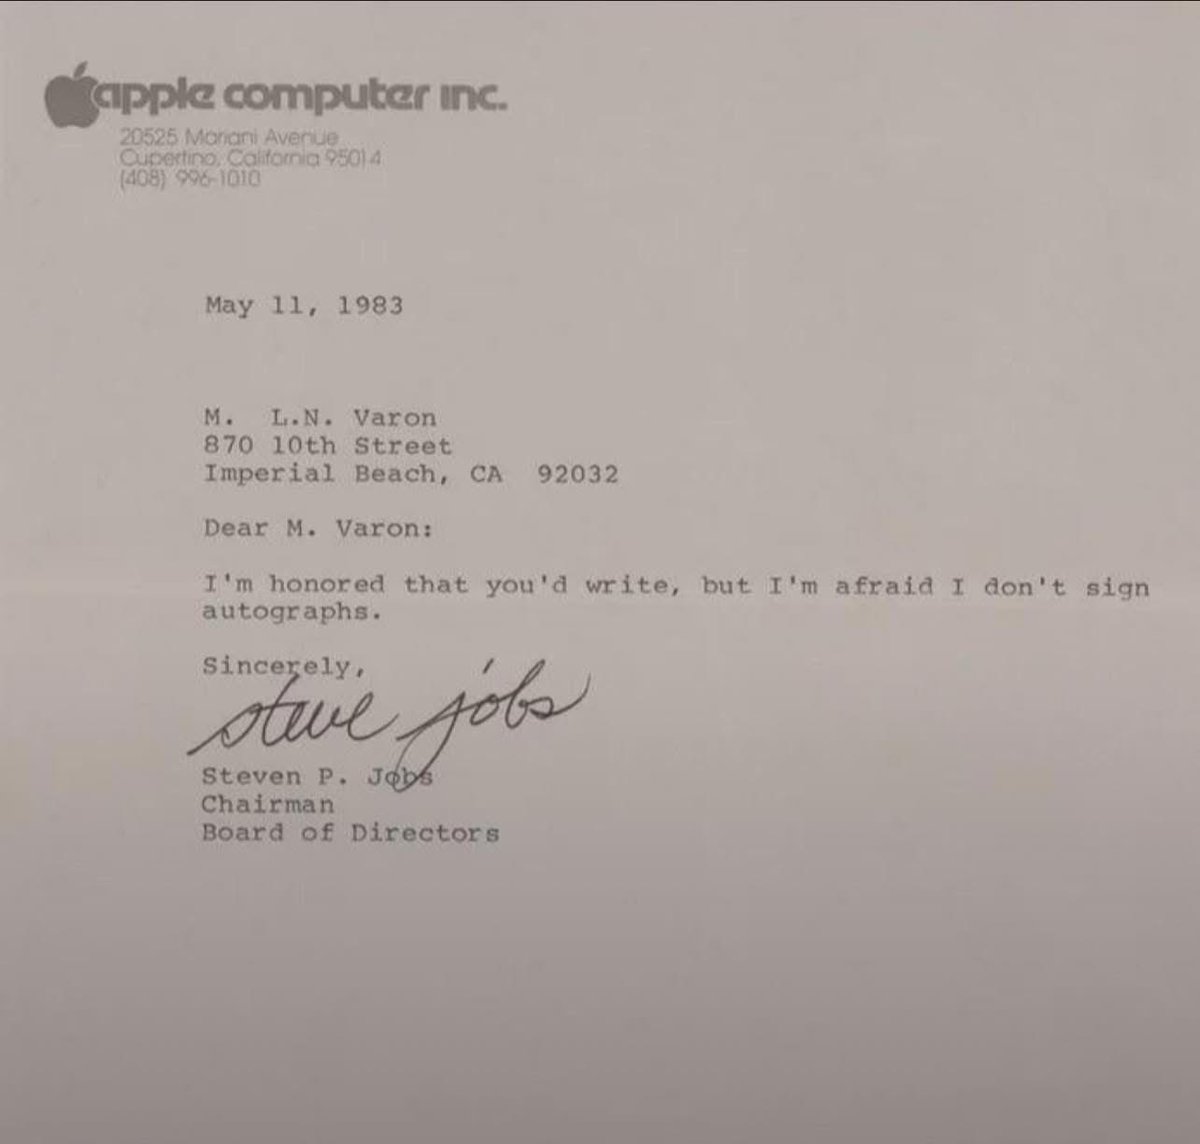 apple computer inc.
20525 Mariani Avenue
Cupertino, California 95014
(408) 996-1010
May 11, 1983
M.  L.N. Varon
870 10th Street
Imperial Beach, CA  92032
Dear M. Varon:
I'm honored that you'd write, but I'm afraid I don't sign
autographs.
Sincerely,
steve jobs
Steven P. Jobs
Chairman
Board of Directors